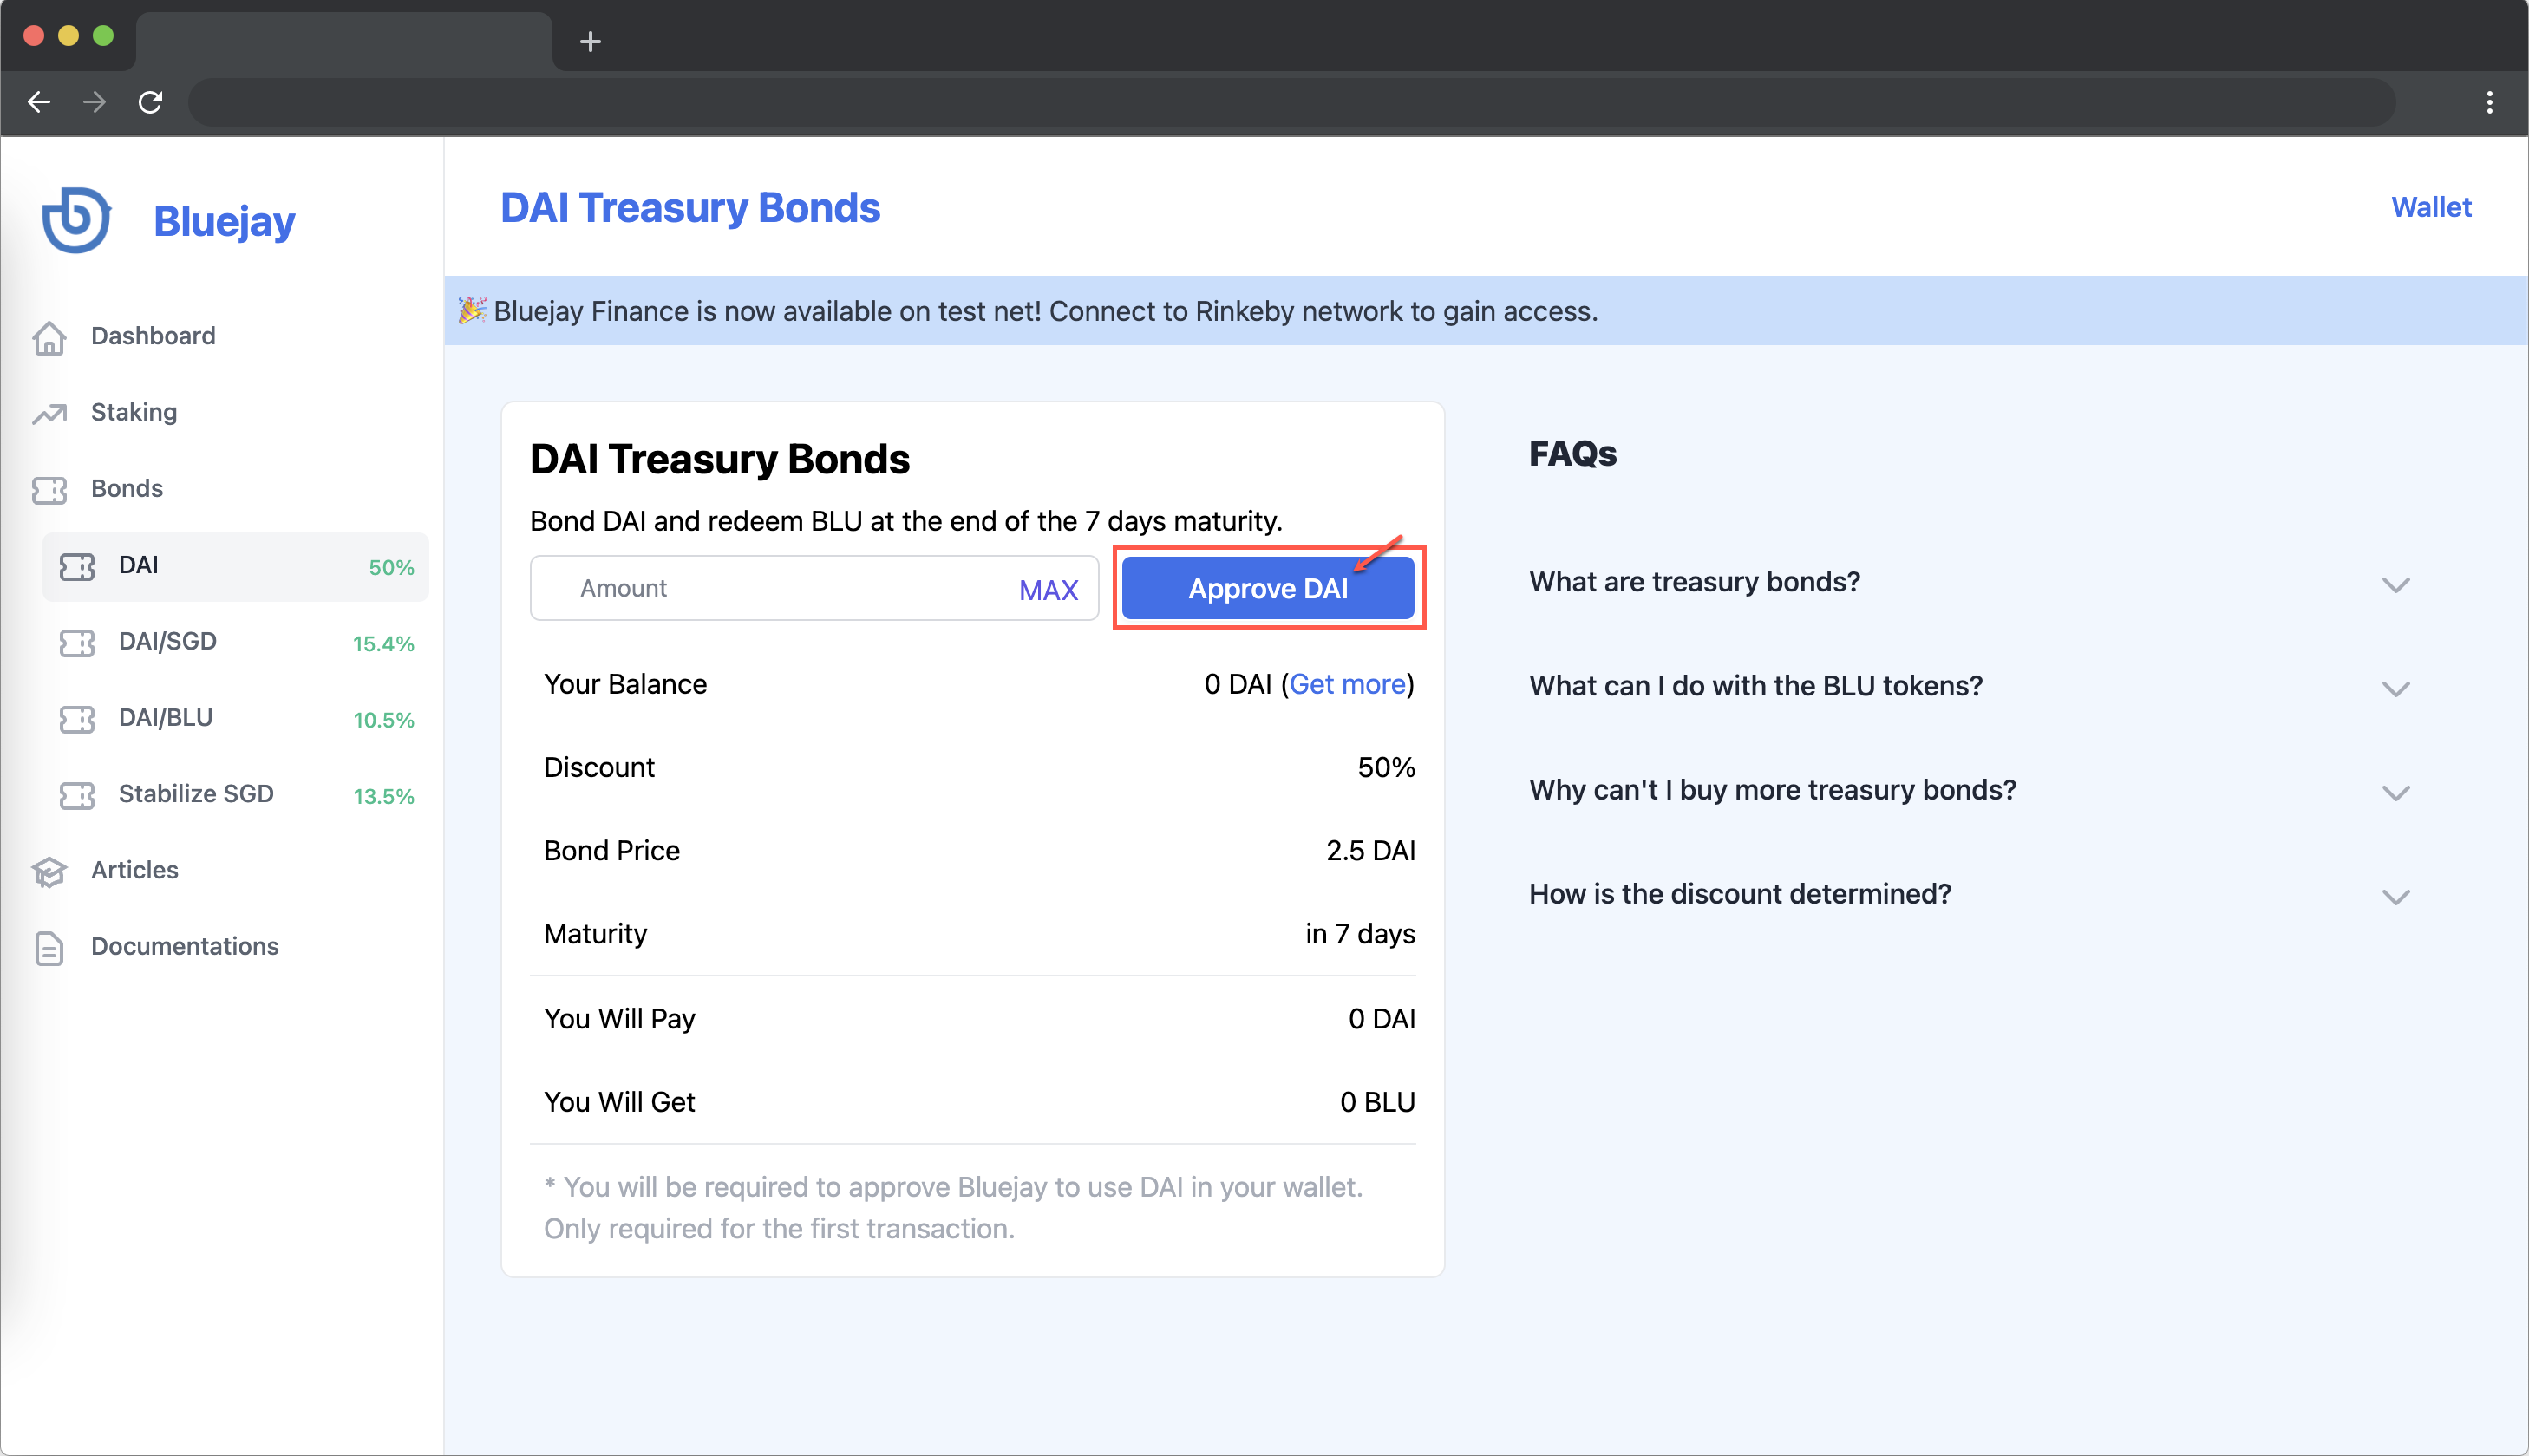 Bluejay
Dashboard
Staking
Bonds
DAI 50%
DAI/SGD 15.4%
DAI/BLU 10.5%
Stabilize SGD 13.5%
Articles
Documentations
DAI Treasury Bonds
Wallet
🎉 Bluejay Finance is now available on test net! Connect to Rinkeby network to gain access.
DAI Treasury Bonds
Bond DAI and redeem BLU at the end of the 7 days maturity.
Amount MAX Approve DAI
Your Balance 0 DAI (Get more)
Discount 50%
Bond Price 2.5 DAI
Maturity in 7 days
You Will Pay 0 DAI
You Will Get 0 BLU
* You will be required to approve Bluejay to use DAI in your wallet.
Only required for the first transaction.
FAQs
What are treasury bonds?
What can I do with the BLU tokens?
Why can't I buy more treasury bonds?
How is the discount determined?